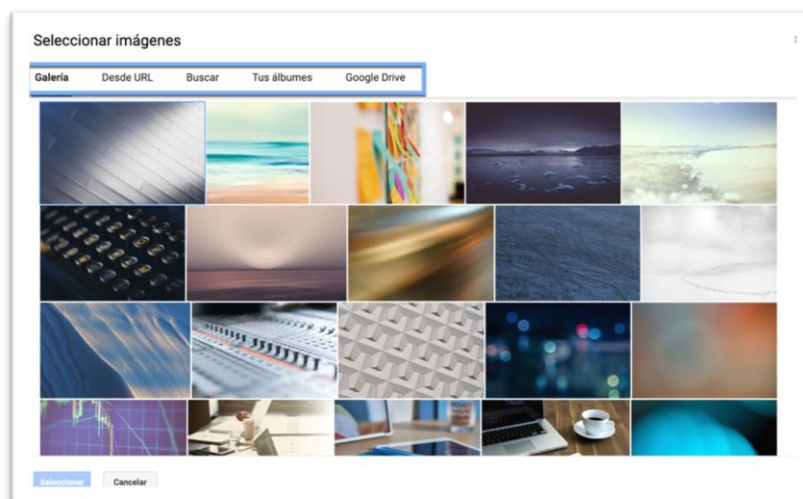 Seleccionar imágenes
Galería Desde URL Buscar Tus álbumes Google Drive
Seleccionar Cancelar